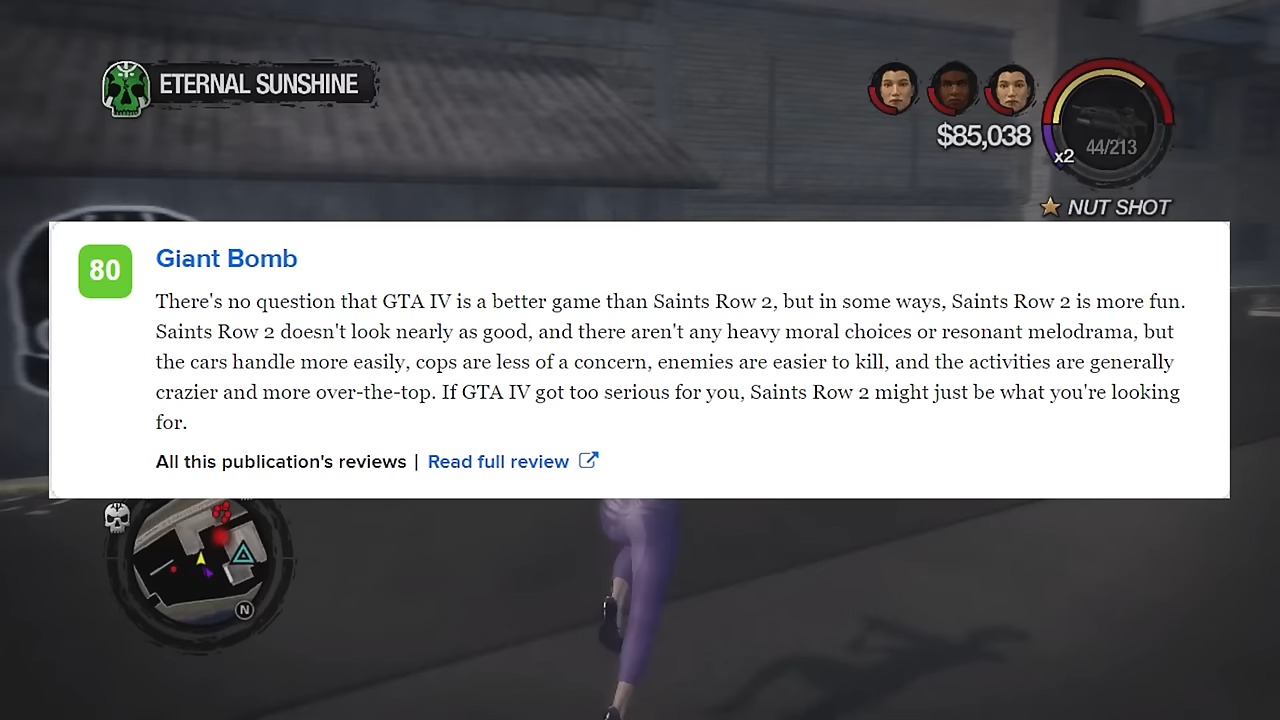 ETERNAL SUNSHINE
$85,038
x2
44/213
NUT SHOT
80
Giant Bomb
There's no question that GTA IV is a better game than Saints Row 2, but in some ways, Saints Row 2 is more fun.
Saints Row 2 doesn't look nearly as good, and there aren't any heavy moral choices or resonant melodrama, but
the cars handle more easily, cops are less of a concern, enemies are easier to kill, and the activities are generally
crazier and more over-the-top. If GTA IV got too serious for you, Saints Row 2 might just be what you're looking
for.
All this publication's reviews | Read full review
N